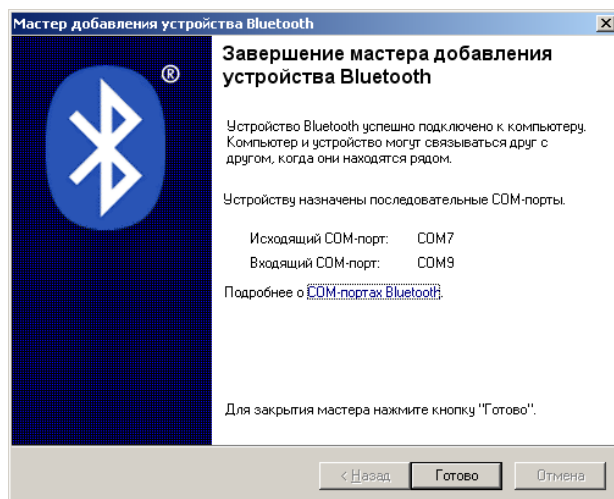 Мастер добавления устройства Bluetooth
®
Завершение мастера добавления
устройства Bluetooth
Устройство Bluetooth успешно подключено к компьютеру.
Компьютер и устройство могут связываться друг с
другом, когда они находятся рядом.
Устройству назначены последовательные COM-порты.
Исходящий COM-порт: COM7
Входящий COM-порт: COM9
Подробнее о COM-портах Bluetooth.
Для закрытия мастера нажмите кнопку "Готово".
< Назад Готово Отмена